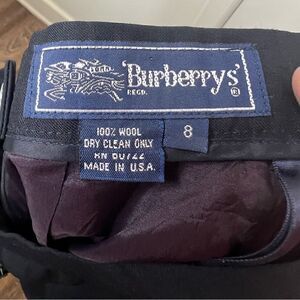 'Burberrys'
REGD.
®
100% WOOL
8
DRY CLEAN ONLY
RN 60722
MADE IN U.S.A.